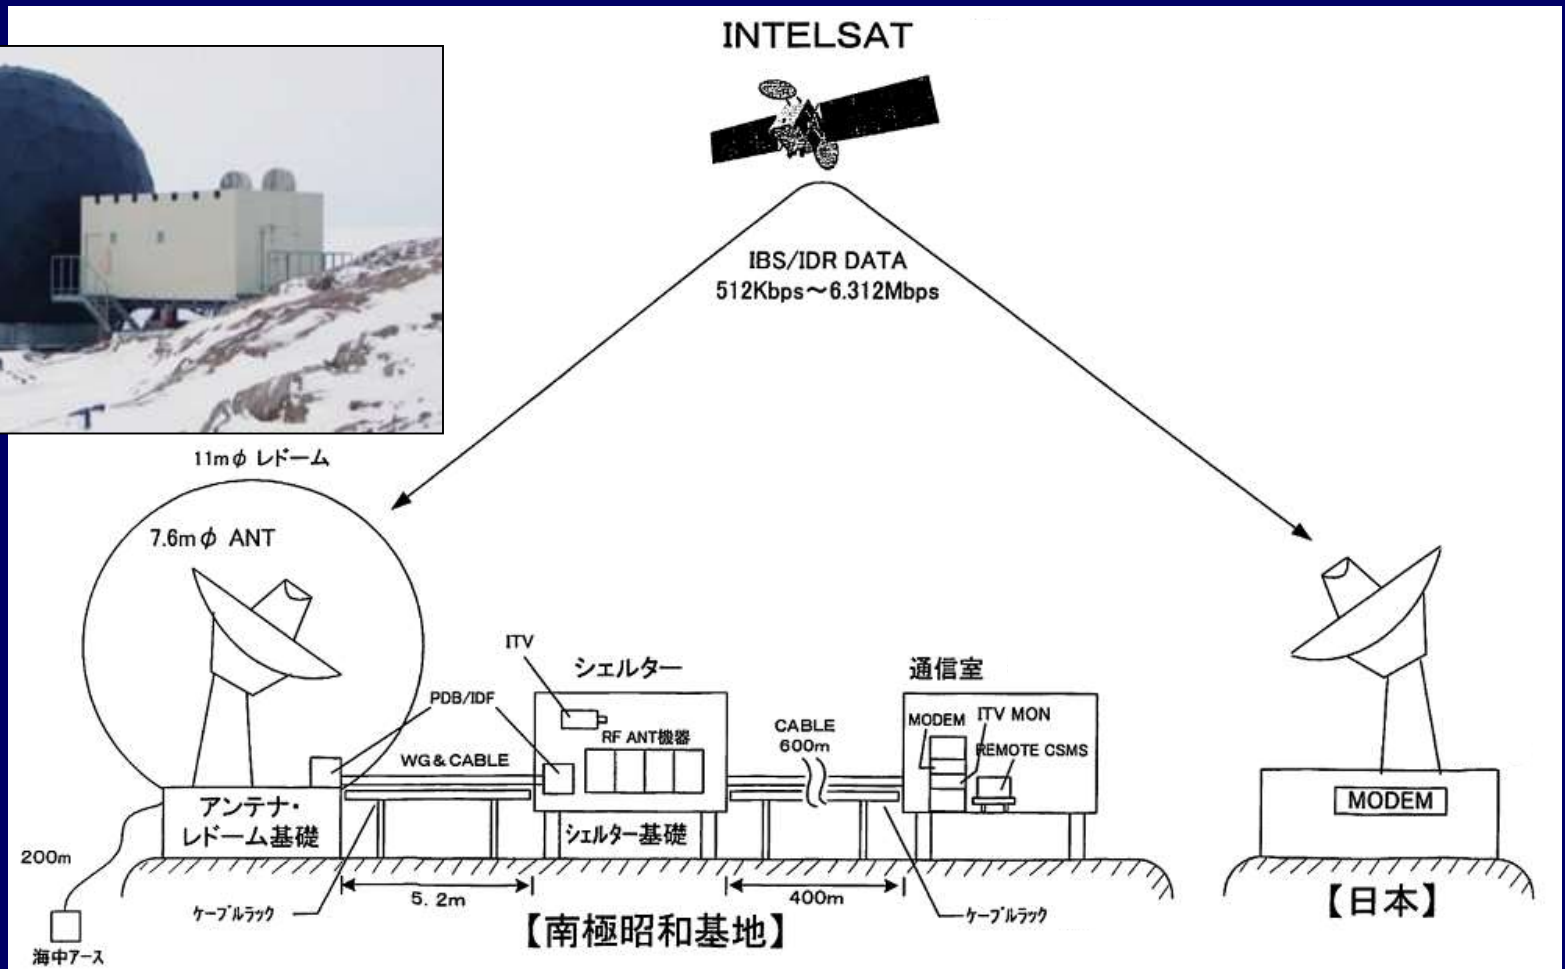 INTELSAT
IBS/IDR DATA
512Kbps～6.312Mbps
11mφ レドーム
7.6mφ ANT
ITV
シェルター
通信室
PDB/IDF
RF ANT機器
CABLE
600m
MODEM
ITV MON
REMOTE CSMS
WG&CABLE
アンテナ・
レドーム基礎
シェルター基礎
MODEM
200m
5.2m
400m
ケーブルラック
ケーブルラック
海中アース
【南極昭和基地】
【日本】